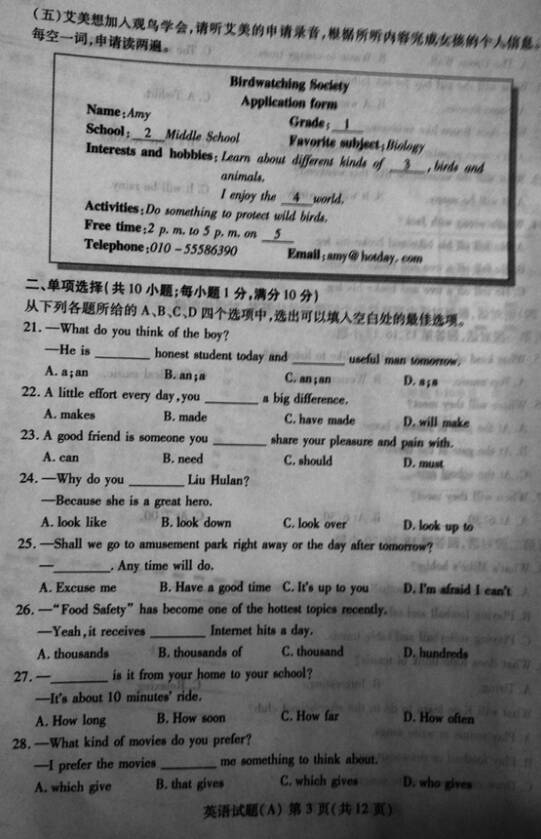 (五)艾美想加入观鸟学会,请听艾美的申请录音,根据所听内容完成女孩的个人信息。
每空一词,申请读两遍。
Birdwatching Society
Application form
Name:Amy Grade: 1
School: 2 Middle School Favorite subject:Biology
Interests and hobbies: Learn about different kinds of 3 , birds and
animals.
I enjoy the 4 world.
Activities:Do something to protect wild birds.
Free time:2 p. m. to 5 p. m. on 5
Telephone:010-55586390 Email:amy@hotday.com
二、单项选择(共10小题;每小题1分,满分10分)
从下列各题所给的A、B、C、D四个选项中,选出可以填入空白处的最佳选项。
21. —What do you think of the boy?
—He is ________ honest student today and ________ useful man tomorrow.
A. a;an B. an;a C. an;an D. a;a
22. A little effort every day,you ________ a big difference.
A. makes B. made C. have made D. will make
23. A good friend is someone you ________ share your pleasure and pain with.
A. can B. need C. should D. must
24. —Why do you ________ Liu Hulan?
—Because she is a great hero.
A. look like B. look down C. look over D. look up to
25. —Shall we go to amusement park right away or the day after tomorrow?
—________. Any time will do.
A. Excuse me B. Have a good time C. It's up to you D. I'm afraid I can't
26. —“Food Safety” has become one of the hottest topics recently.
—Yeah,it receives ________ Internet hits a day.
A. thousands B. thousands of C. thousand D. hundreds
27. —________ is it from your home to your school?
—It's about 10 minutes' ride.
A. How long B. How soon C. How far D. How often
28. —What kind of movies do you prefer?
—I prefer the movies ________ me something to think about.
A. which give B. that gives C. which gives D. who gives
英语试题(A) 第3页(共12页)